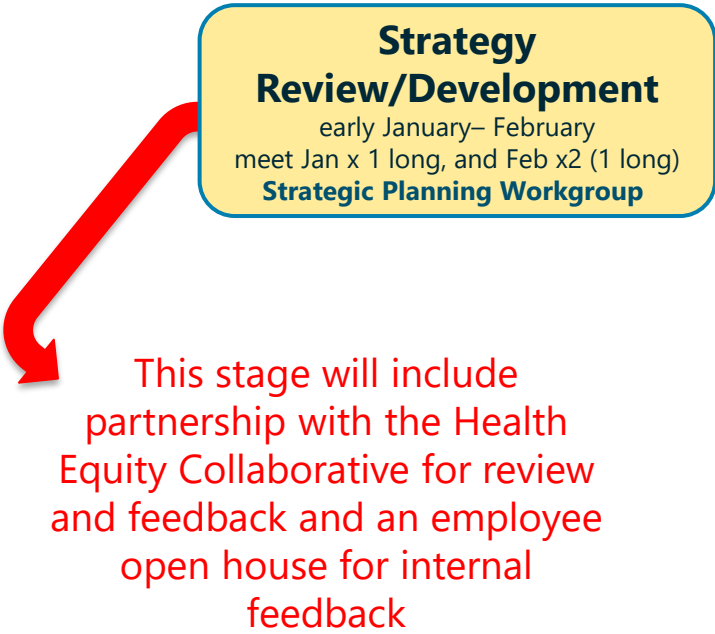 Strategy
Review/Development
early January– February
meet Jan x 1 long, and Feb x2 (1 long)
Strategic Planning Workgroup
This stage will include
partnership with the Health
Equity Collaborative for review
and feedback and an employee
open house for internal
feedback